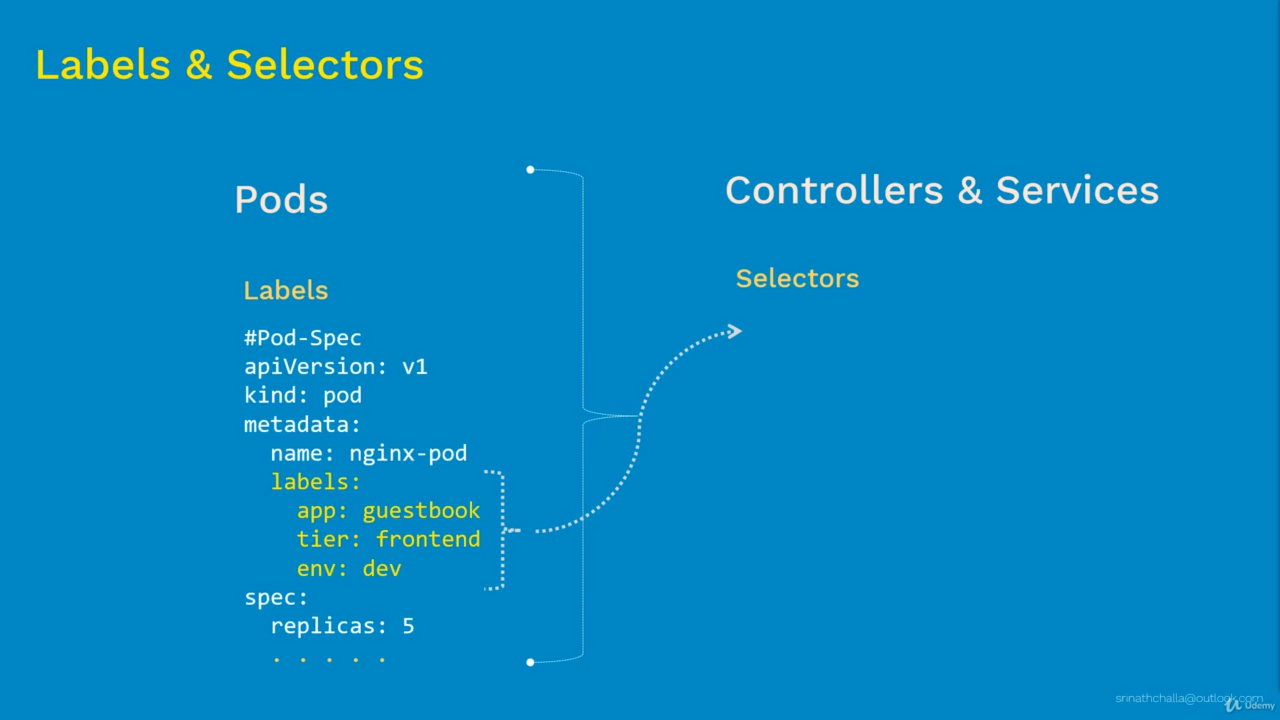 Labels & Selectors
Pods
Labels
#Pod-Spec
apiVersion: v1
kind: pod
metadata:
  name: nginx-pod
  labels:
    app: guestbook
    tier: frontend
    env: dev
spec:
  replicas: 5
  . . . . .
Controllers & Services
Selectors
srinathchalla@outlook.com
Udemy